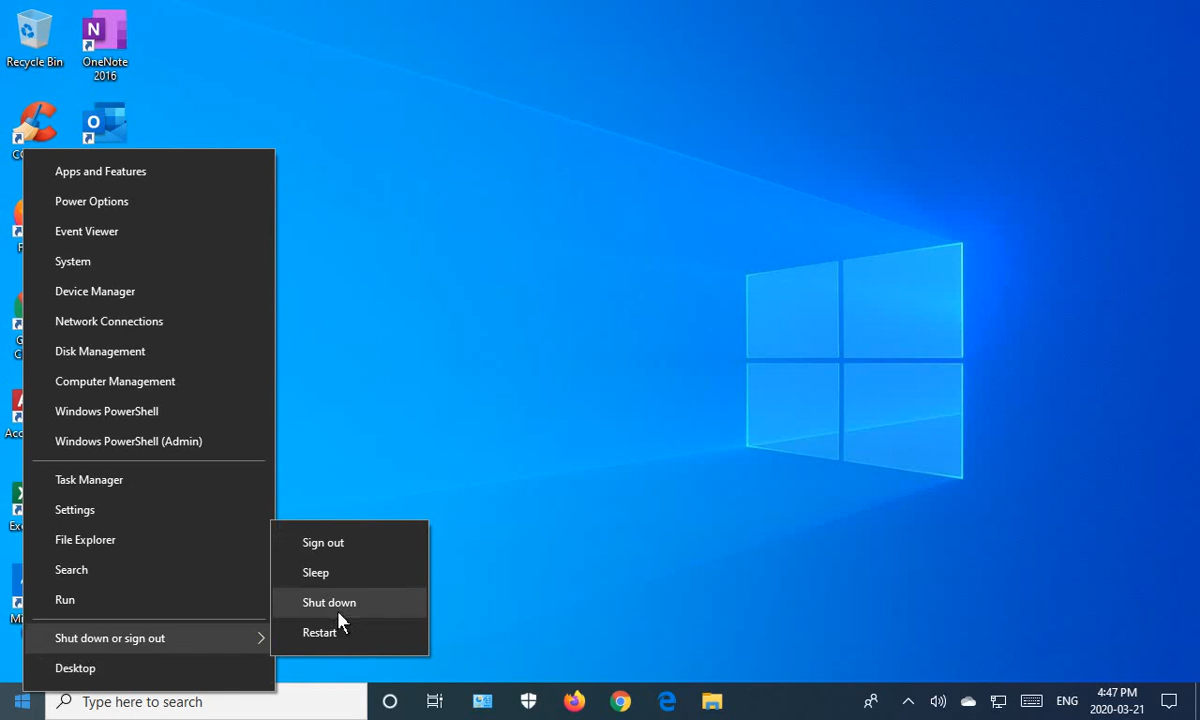 Recycle Bin
OneNote
2016
Apps and Features
Power Options
Event Viewer
System
Device Manager
Network Connections
Disk Management
Computer Management
Windows PowerShell
Windows PowerShell (Admin)
Task Manager
Settings
File Explorer
Search
Run
Shut down or sign out
Desktop
Sign out
Sleep
Shut down
Restart
Type here to search
ENG
4:47 PM
2020-03-21